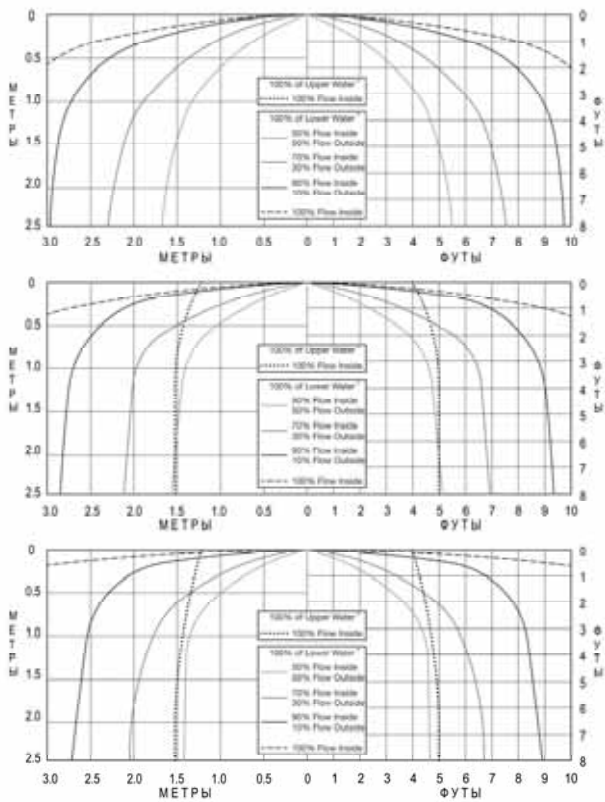 0
0.5
1.0
1.5
2.0
2.5
МЕТРЫ
100% of Upper Water
100% Flow Inside
100% of Lower Water
50% Flow Inside
50% Flow Outside
70% Flow Inside
30% Flow Outside
90% Flow Inside
10% Flow Outside
100% Flow Inside
0
1
2
3
4
5
6
7
8
ФУТЫ
3.0 2.5 2.0 1.5 1.0 0.5 0 1 2 3 4 5 6 7 8 9 10
МЕТРЫ ФУТЫ
0
0.5
1.0
1.5
2.0
2.5
МЕТРЫ
100% of Upper Water
100% Flow Inside
100% of Lower Water
50% Flow Inside
50% Flow Outside
70% Flow Inside
30% Flow Outside
90% Flow Inside
10% Flow Outside
100% Flow Inside
0
1
2
3
4
5
6
7
8
ФУТЫ
3.0 2.5 2.0 1.5 1.0 0.5 0 1 2 3 4 5 6 7 8 9 10
МЕТРЫ ФУТЫ
0
0.5
1.0
1.5
2.0
2.5
МЕТРЫ
100% of Upper Water
100% Flow Inside
100% of Lower Water
50% Flow Inside
50% Flow Outside
70% Flow Inside
30% Flow Outside
90% Flow Inside
10% Flow Outside
100% Flow Inside
0
1
2
3
4
5
6
7
8
ФУТЫ
3.0 2.5 2.0 1.5 1.0 0.5 0 1 2 3 4 5 6 7 8 9 10
МЕТРЫ ФУТЫ